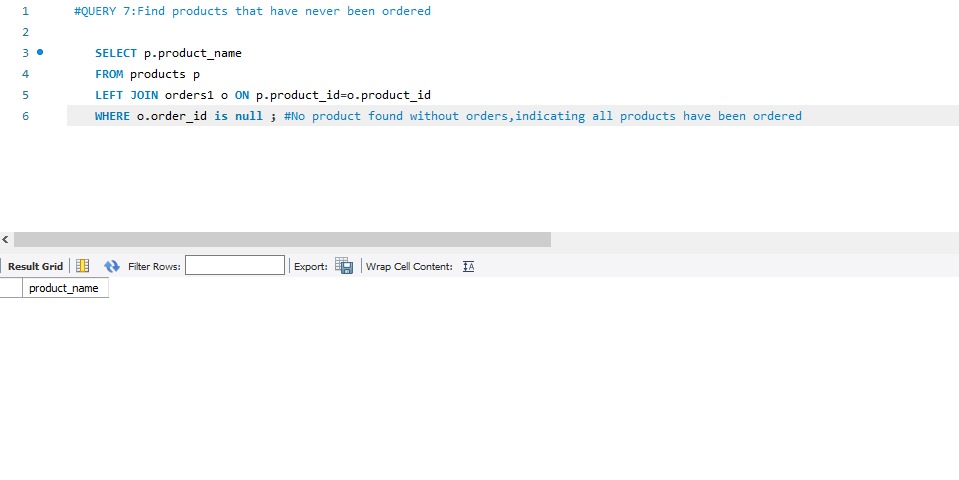 1 #QUERY 7:Find products that have never been ordered
2
3 SELECT p.product_name
4 FROM products p
5 LEFT JOIN orders1 o ON p.product_id=o.product_id
6 WHERE o.order_id is null ; #No product found without orders,indicating all products have been ordered
Result Grid Filter Rows: Export: Wrap Cell Content: IA
product_name